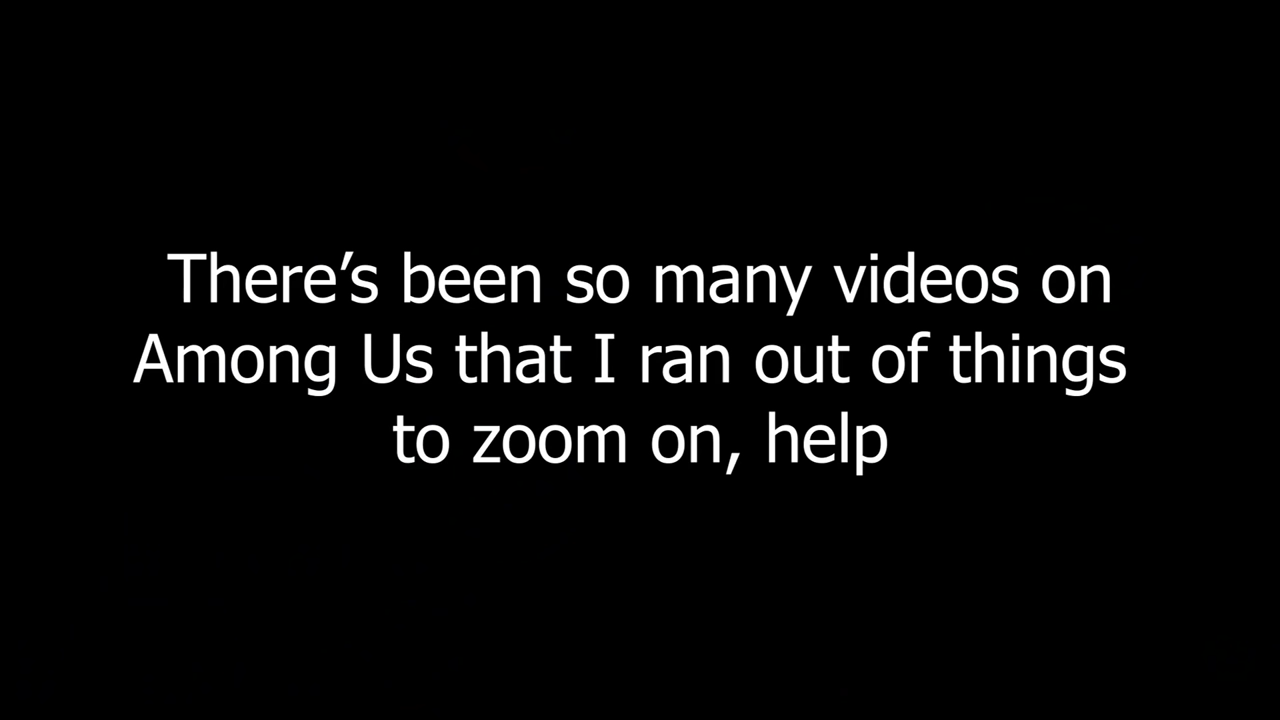 There’s been so many videos on
Among Us that I ran out of things
to zoom on, help